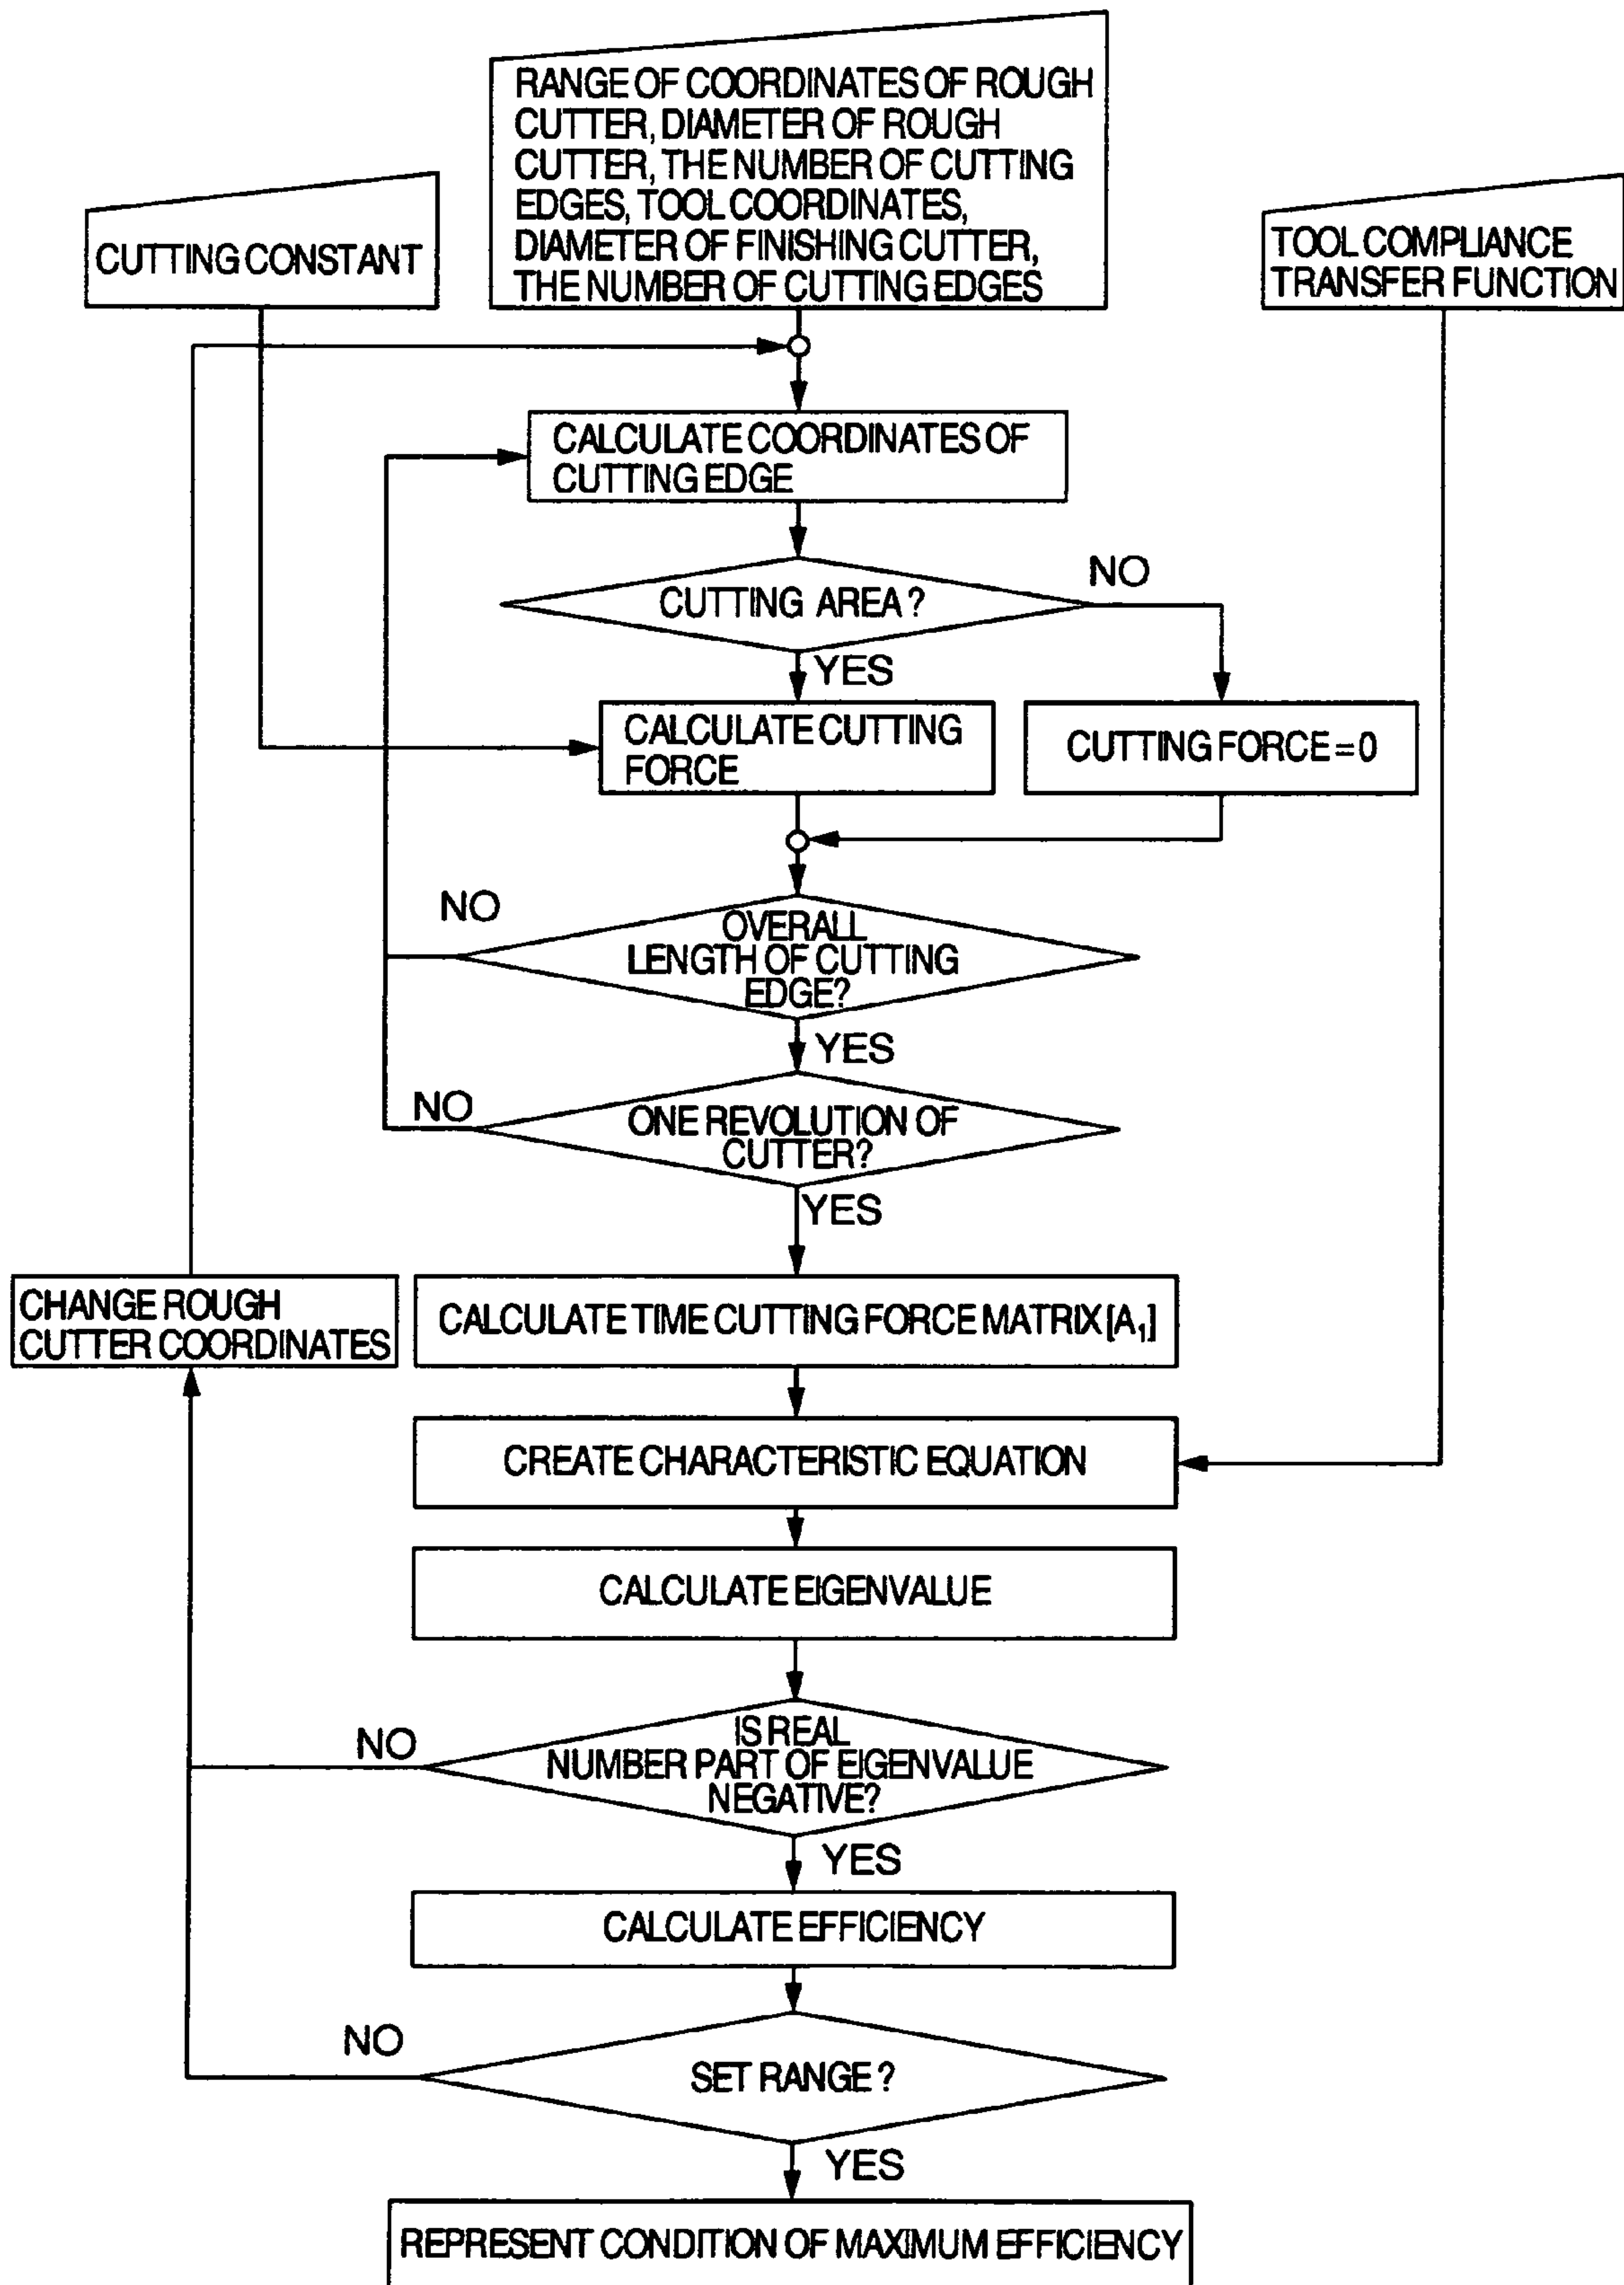 RANGE OF COORDINATES OF ROUGH
CUTTER, DIAMETER OF ROUGH
CUTTER, THE NUMBER OF CUTTING
EDGES, TOOL COORDINATES,
DIAMETER OF FINISHING CUTTER,
THE NUMBER OF CUTTING EDGES
CUTTING CONSTANT
TOOL COMPLIANCE
TRANSFER FUNCTION
CALCULATE COORDINATES OF
CUTTING EDGE
CUTTING AREA?
NO
YES
CALCULATE CUTTING
FORCE
CUTTING FORCE=0
NO
OVERALL
LENGTH OF CUTTING
EDGE?
YES
NO
ONE REVOLUTION OF
CUTTER?
YES
CHANGE ROUGH
CUTTER COORDINATES
CALCULATE TIME CUTTING FORCE MATRIX [A₁]
CREATE CHARACTERISTIC EQUATION
CALCULATE EIGENVALUE
NO
IS REAL
NUMBER PART OF EIGENVALUE
NEGATIVE?
YES
CALCULATE EFFICIENCY
NO
SET RANGE?
YES
REPRESENT CONDITION OF MAXIMUM EFFICIENCY